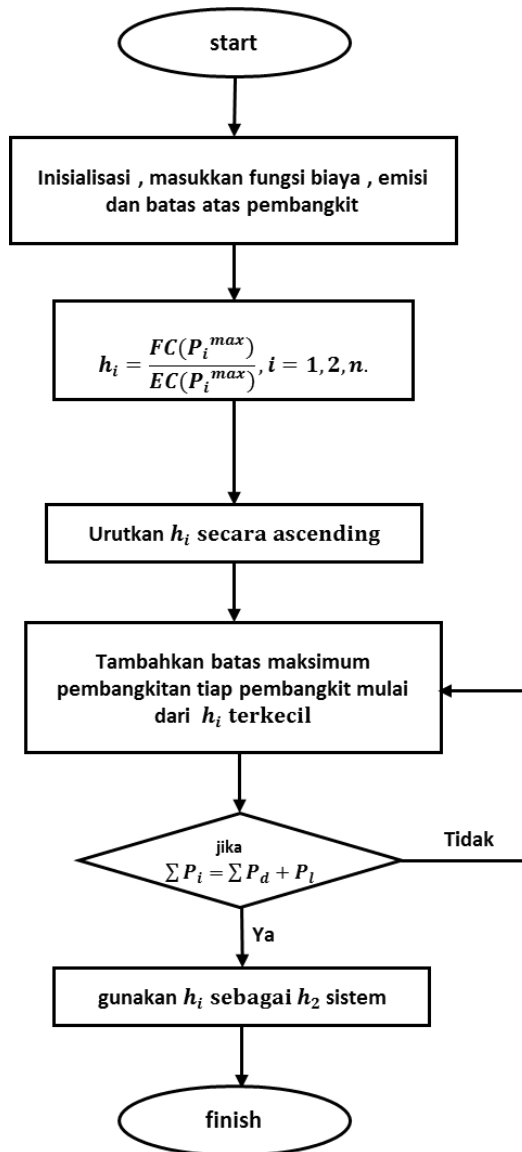 start
Inisialisasi , masukkan fungsi biaya , emisi
dan batas atas pembangkit
h_i = FC(P_i^max) / EC(P_i^max), i = 1, 2, n.
Urutkan h_i secara ascending
Tambahkan batas maksimum
pembangkitan tiap pembangkit mulai
dari h_i terkecil
jika
∑ P_i = ∑ P_d + P_l
Tidak
Ya
gunakan h_i sebagai h_2 sistem
finish